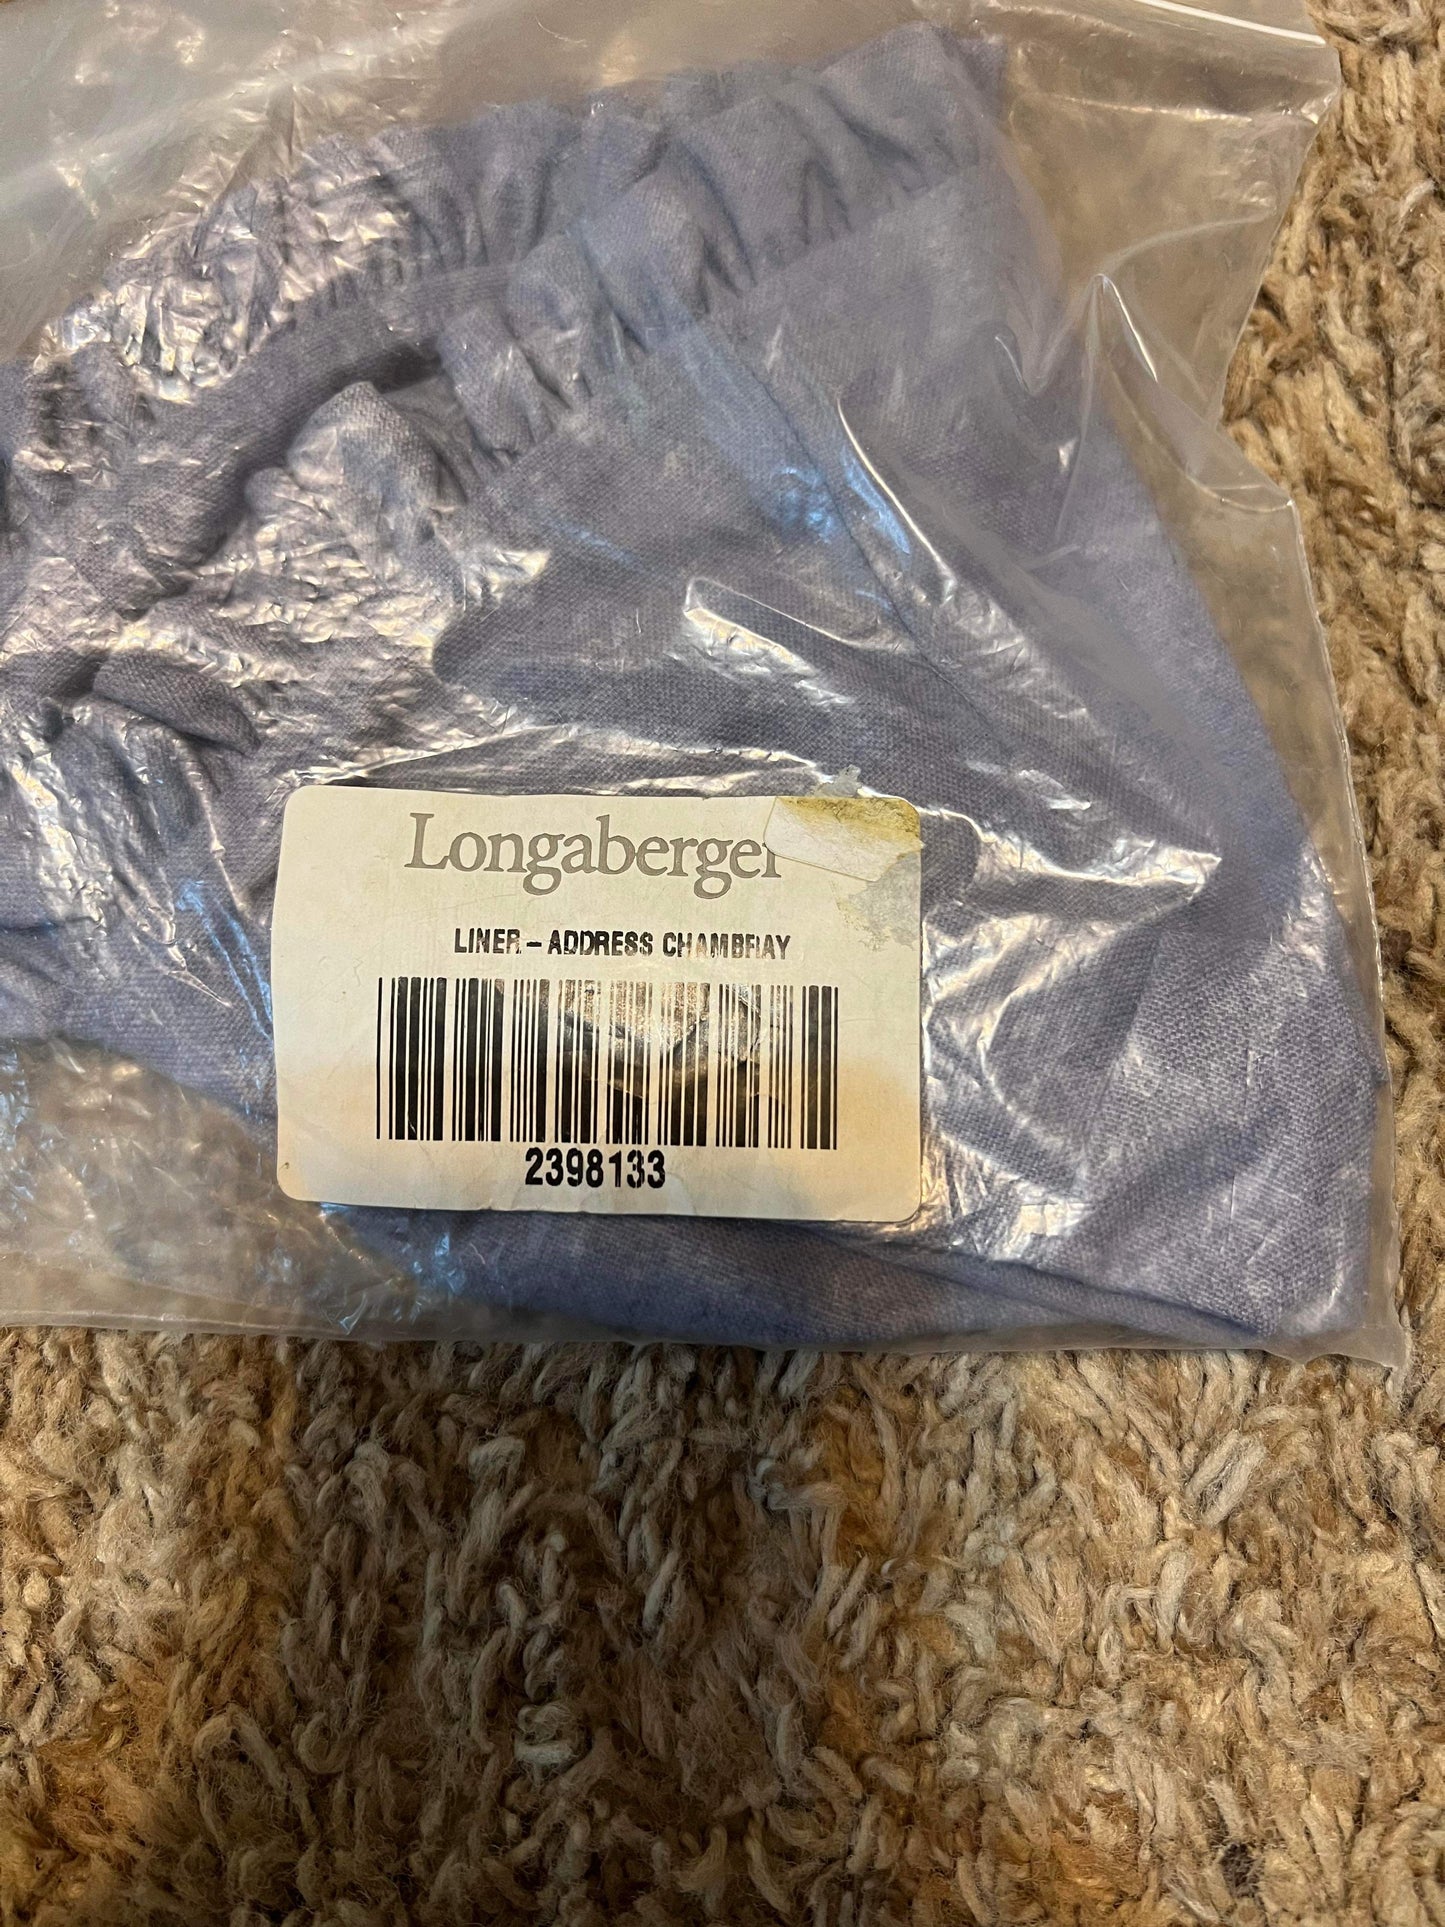 Longaberger
LINER - ADDRESS CHAMBRAY
2398133